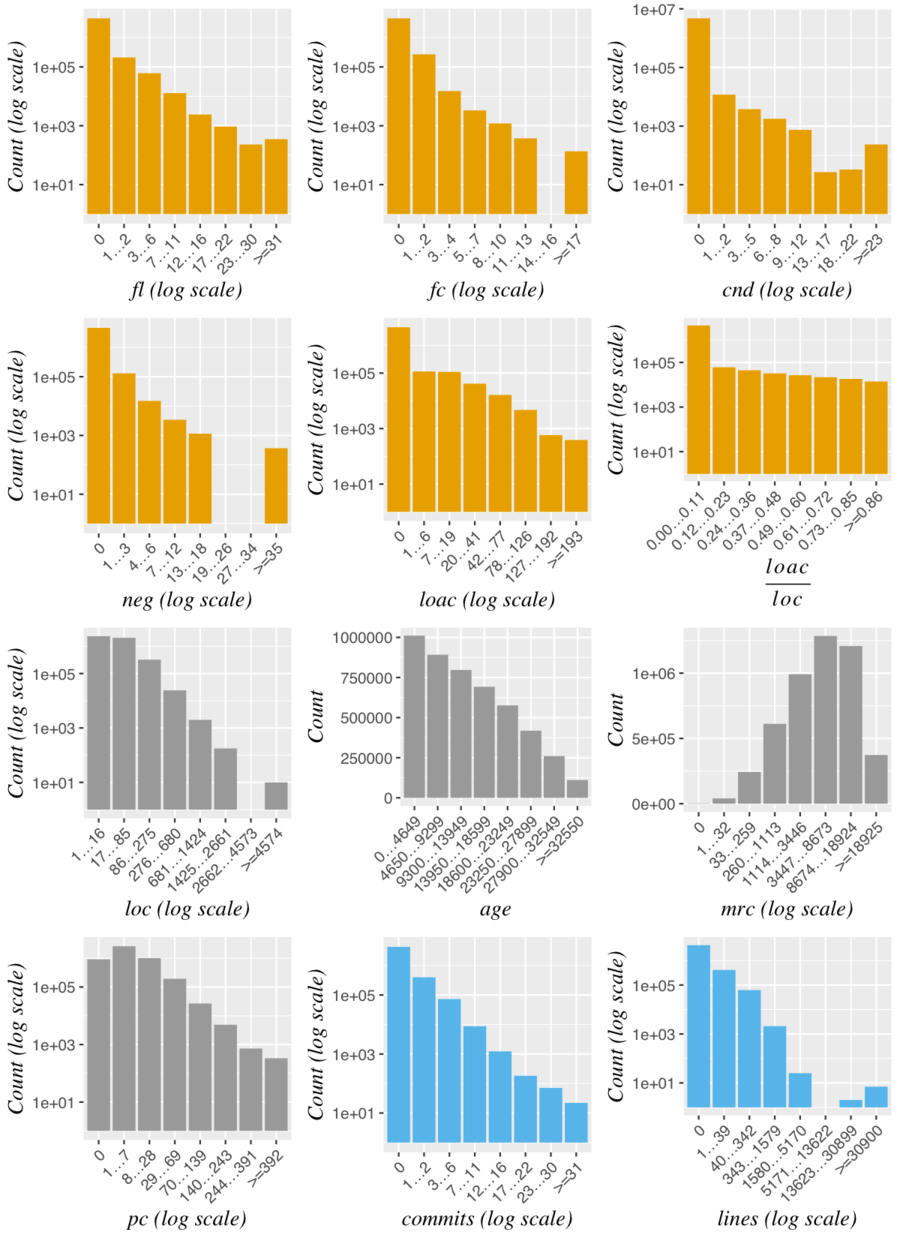 Count (log scale)
1e+05
1e+03
1e+01
0
1...2
3...6
7...11
12...16
17...22
23...30
>=31
fl (log scale)
Count (log scale)
1e+05
1e+03
1e+01
0
1...2
3...4
5...7
8...10
11...13
14...16
>=17
fc (log scale)
Count (log scale)
1e+07
1e+05
1e+03
1e+01
0
1...2
3...5
6...8
9...12
13...17
18...22
>=23
cnd (log scale)
Count (log scale)
1e+05
1e+03
1e+01
0
1...3
4...6
7...12
13...18
19...26
27...34
>=35
neg (log scale)
Count (log scale)
1e+05
1e+03
1e+01
0
1...6
7...19
20...41
42...77
78...126
127...192
>=193
loac (log scale)
Count (log scale)
1e+05
1e+03
1e+01
0.00...0.11
0.12...0.23
0.24...0.36
0.37...0.48
0.49...0.60
0.61...0.72
0.73...0.85
>=0.86
loac
loc
Count (log scale)
1e+05
1e+03
1e+01
1...16
17...85
86...275
276...680
681...1424
1425...2661
2662...4573
>=4574
loc (log scale)
Count
1000000
750000
500000
250000
0
0...4649
4650...9299
9300...13949
13950...18599
18600...23249
23250...27899
27900...32549
>=32550
age
Count
1e+06
5e+05
0e+00
0
1...32
33...259
260...1113
1114...3446
3447...8673
8674...18924
>=18925
mrc (log scale)
Count (log scale)
1e+05
1e+03
1e+01
0
1...7
8...28
29...69
70...139
140...243
244...391
>=392
pc (log scale)
Count (log scale)
1e+05
1e+03
1e+01
0
1...2
3...6
7...11
12...16
17...22
23...30
>=31
commits (log scale)
Count (log scale)
1e+05
1e+03
1e+01
0
1...39
40...342
343...1579
1580...5170
5171...13622
13623...30899
>=30900
lines (log scale)